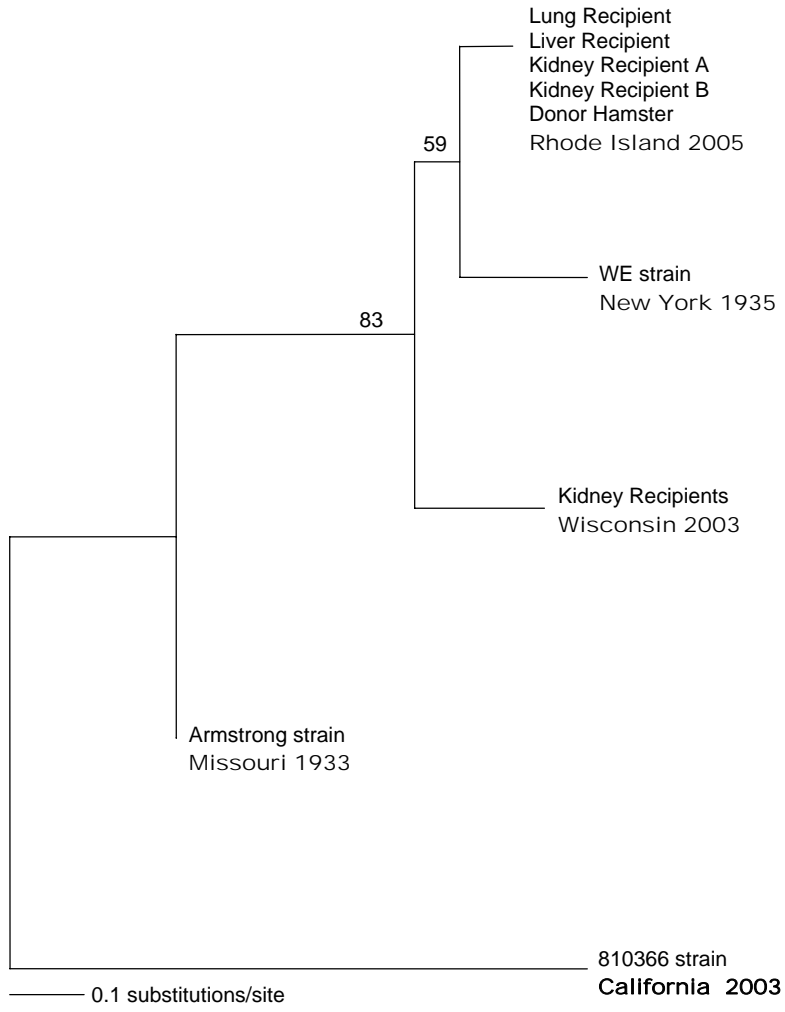 Lung Recipient
Liver Recipient
Kidney Recipient A
Kidney Recipient B
Donor Hamster
Rhode Island 2005
59
WE strain
New York 1935
83
Kidney Recipients
Wisconsin 2003
Armstrong strain
Missouri 1933
810366 strain
California 2003
0.1 substitutions/site